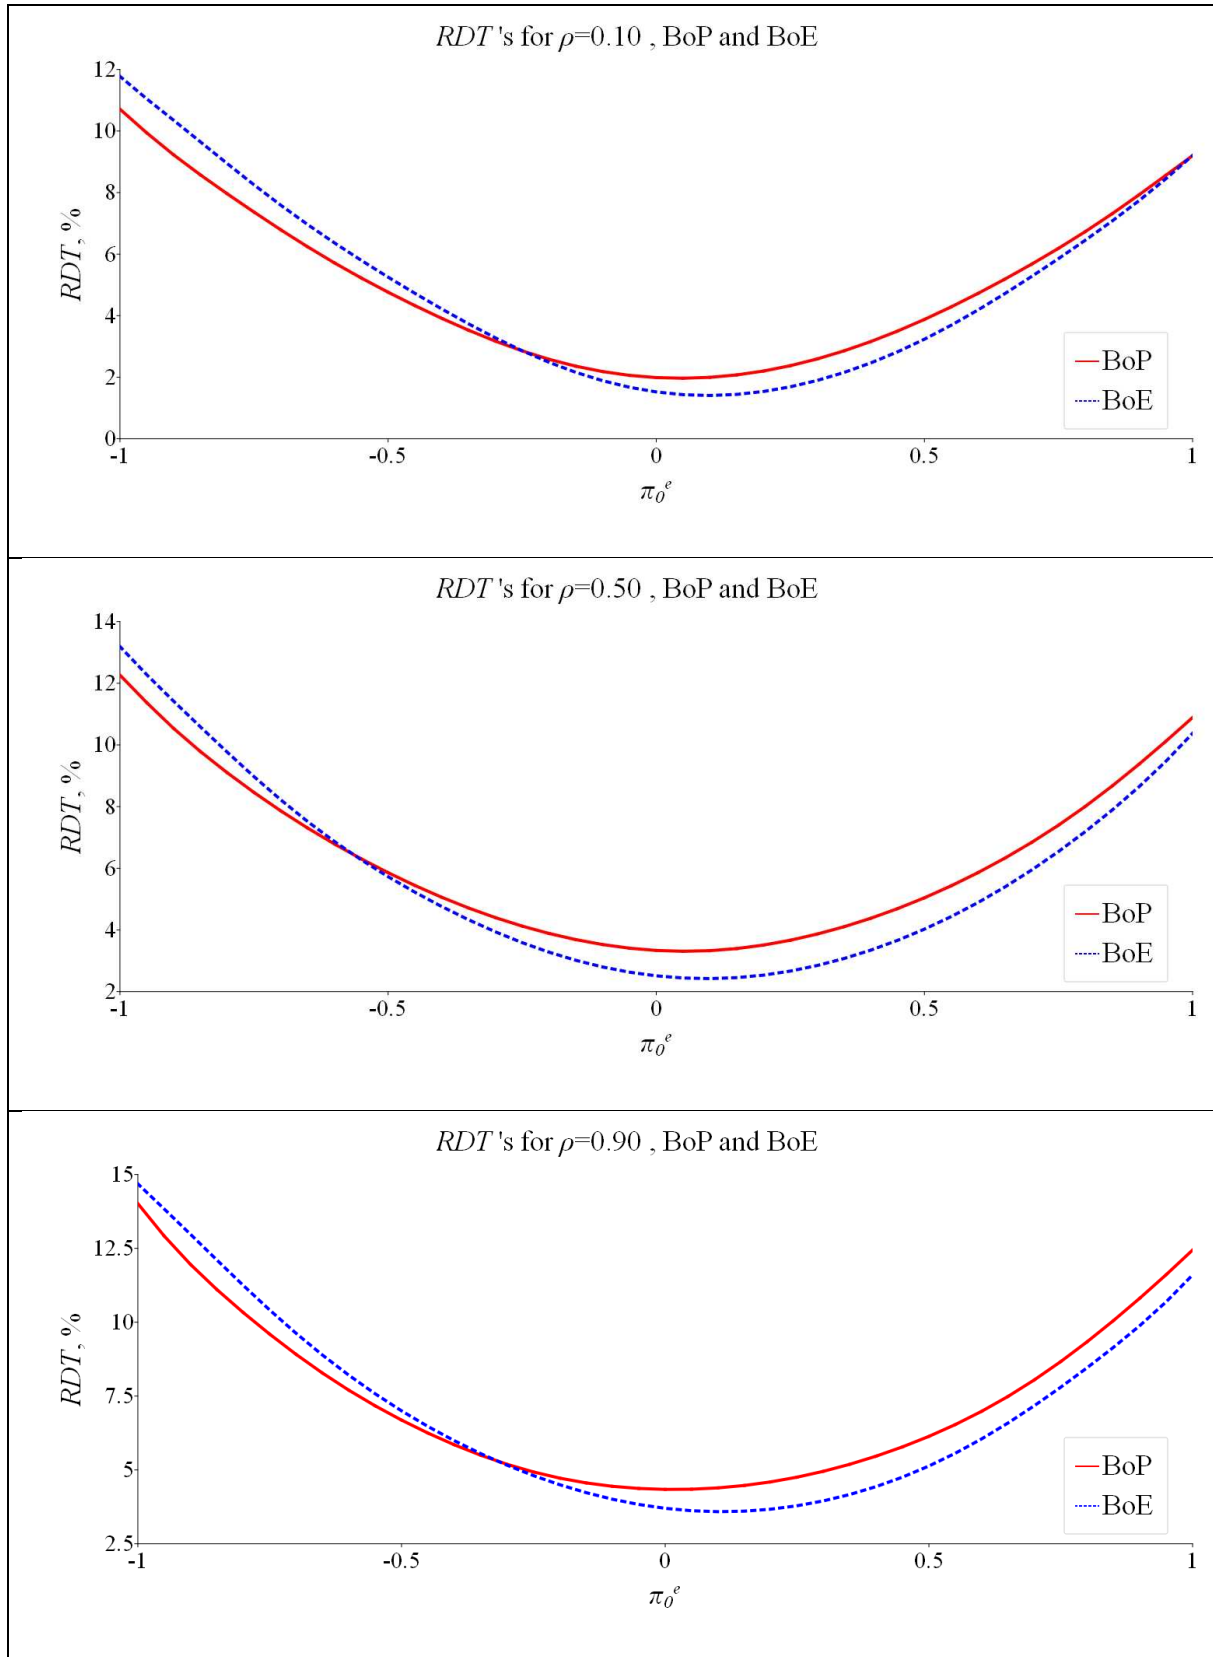 RDT 's for ρ=0.10 , BoP and BoE
12
10
8
6
4
2
0
RDT, %
-1
-0.5
0
0.5
1
π₀ᵉ
BoP
BoE
RDT 's for ρ=0.50 , BoP and BoE
14
12
10
8
6
4
2
RDT, %
-1
-0.5
0
0.5
1
π₀ᵉ
BoP
BoE
RDT 's for ρ=0.90 , BoP and BoE
15
12.5
10
7.5
5
2.5
RDT, %
-1
-0.5
0
0.5
1
π₀ᵉ
BoP
BoE